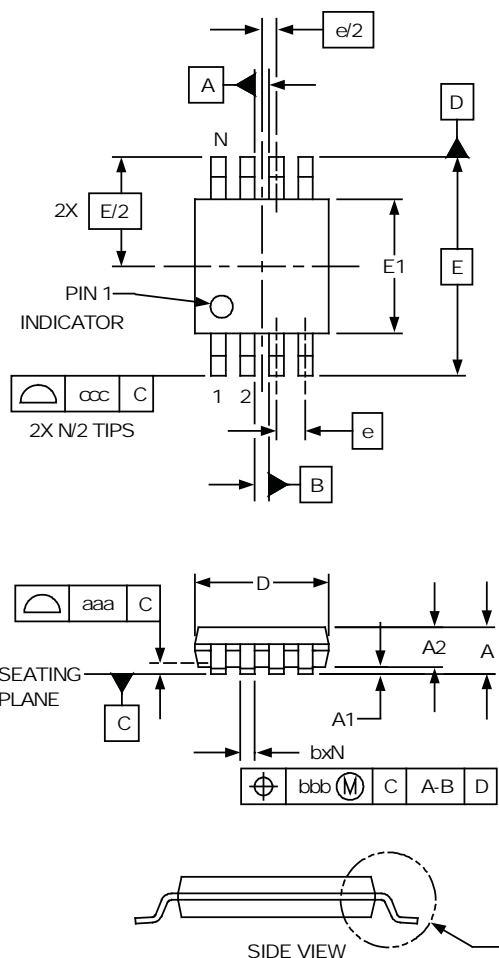 e/2
A
D
N
2X E/2
E1
E
PIN 1
INDICATOR
ccc C
1 2
2X N/2 TIPS
e
B
D
aaa C
A2
A
SEATING
PLANE
C
A1
bxN
bbb M C A-B D
SIDE VIEW